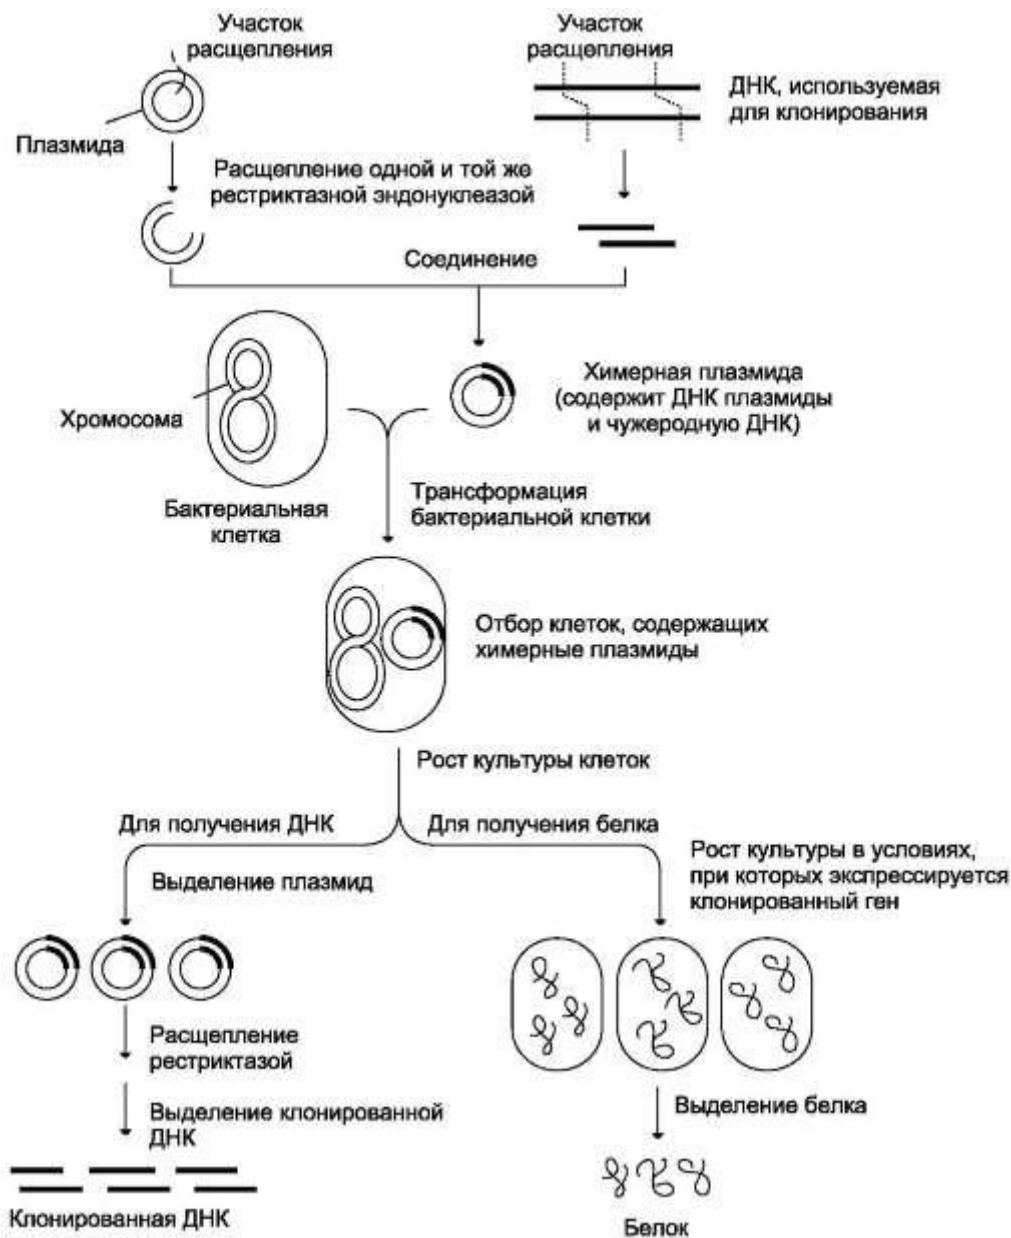 Участок
расщепления
Участок
расщепления
ДНК, используемая
для клонирования
Плазмида
Расщепление одной и той же
рестриктазной эндонуклеазой
Соединение
Химерная плазмида
(содержит ДНК плазмиды
и чужеродную ДНК)
Хромосома
Бактериальная
клетка
Трансформация
бактериальной клетки
Отбор клеток, содержащих
химерные плазмиды
Рост культуры клеток
Для получения ДНК
Для получения белка
Рост культуры в условиях,
при которых экспрессируется
клонированный ген
Выделение плазмид
Расщепление
рестриктазой
Выделение клонированной
ДНК
Выделение белка
Клонированная ДНК
Белок